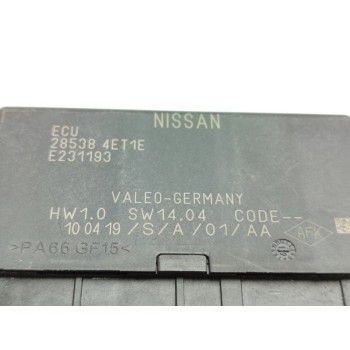 NISSAN
ECU
28538 4ET1E
E231193
VALEO-GERMANY
HW1.0 SW14.04 CODE--
10 04 19 /S/A/01/AA
>PA66 GF15<